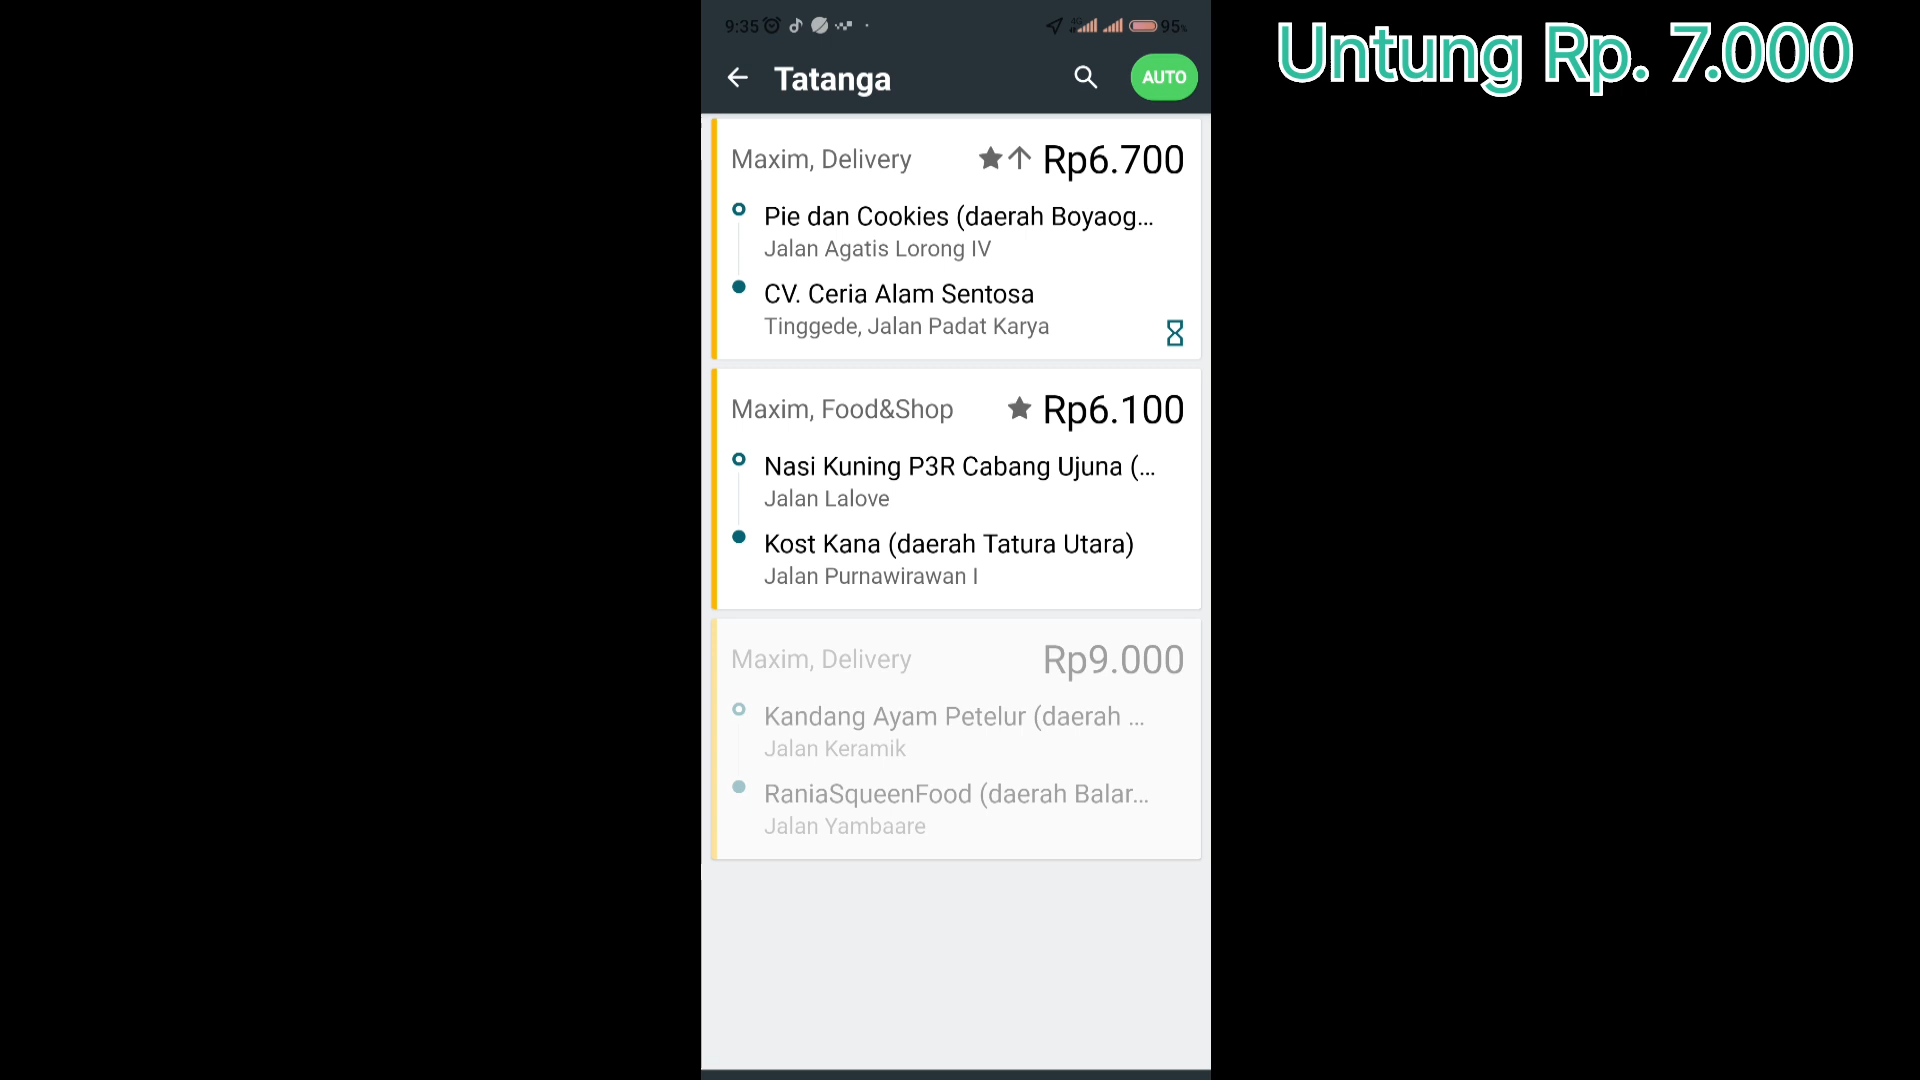 9:35
4G
95%
Untung Rp. 7.000
Tatanga
AUTO
Maxim, Delivery
Rp6.700
Pie dan Cookies (daerah Boyaog...
Jalan Agatis Lorong IV
CV. Ceria Alam Sentosa
Tinggede, Jalan Padat Karya
Maxim, Food&Shop
Rp6.100
Nasi Kuning P3R Cabang Ujuna (...
Jalan Lalove
Kost Kana (daerah Tatura Utara)
Jalan Purnawirawan I
Maxim, Delivery
Rp9.000
Kandang Ayam Petelur (daerah ...
Jalan Keramik
RaniaSqueenFood (daerah Balar...
Jalan Yambaare